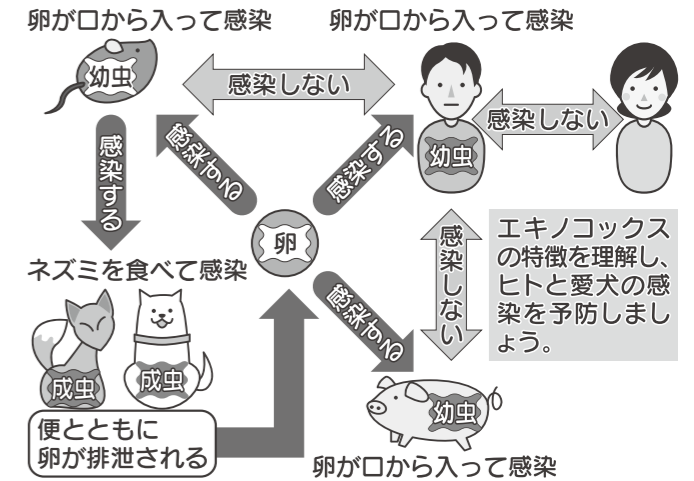 卵が口から入って感染
卵が口から入って感染
幼虫
感染しない
感染しない
幼虫
感染する
感染する
感染する
卵
感染しない
エキノコックス
の特徴を理解し、
ヒトと愛犬の感
染を予防しまし
ょう。
ネズミを食べて感染
感染する
成虫
成虫
幼虫
便とともに
卵が排泄される
卵が口から入って感染